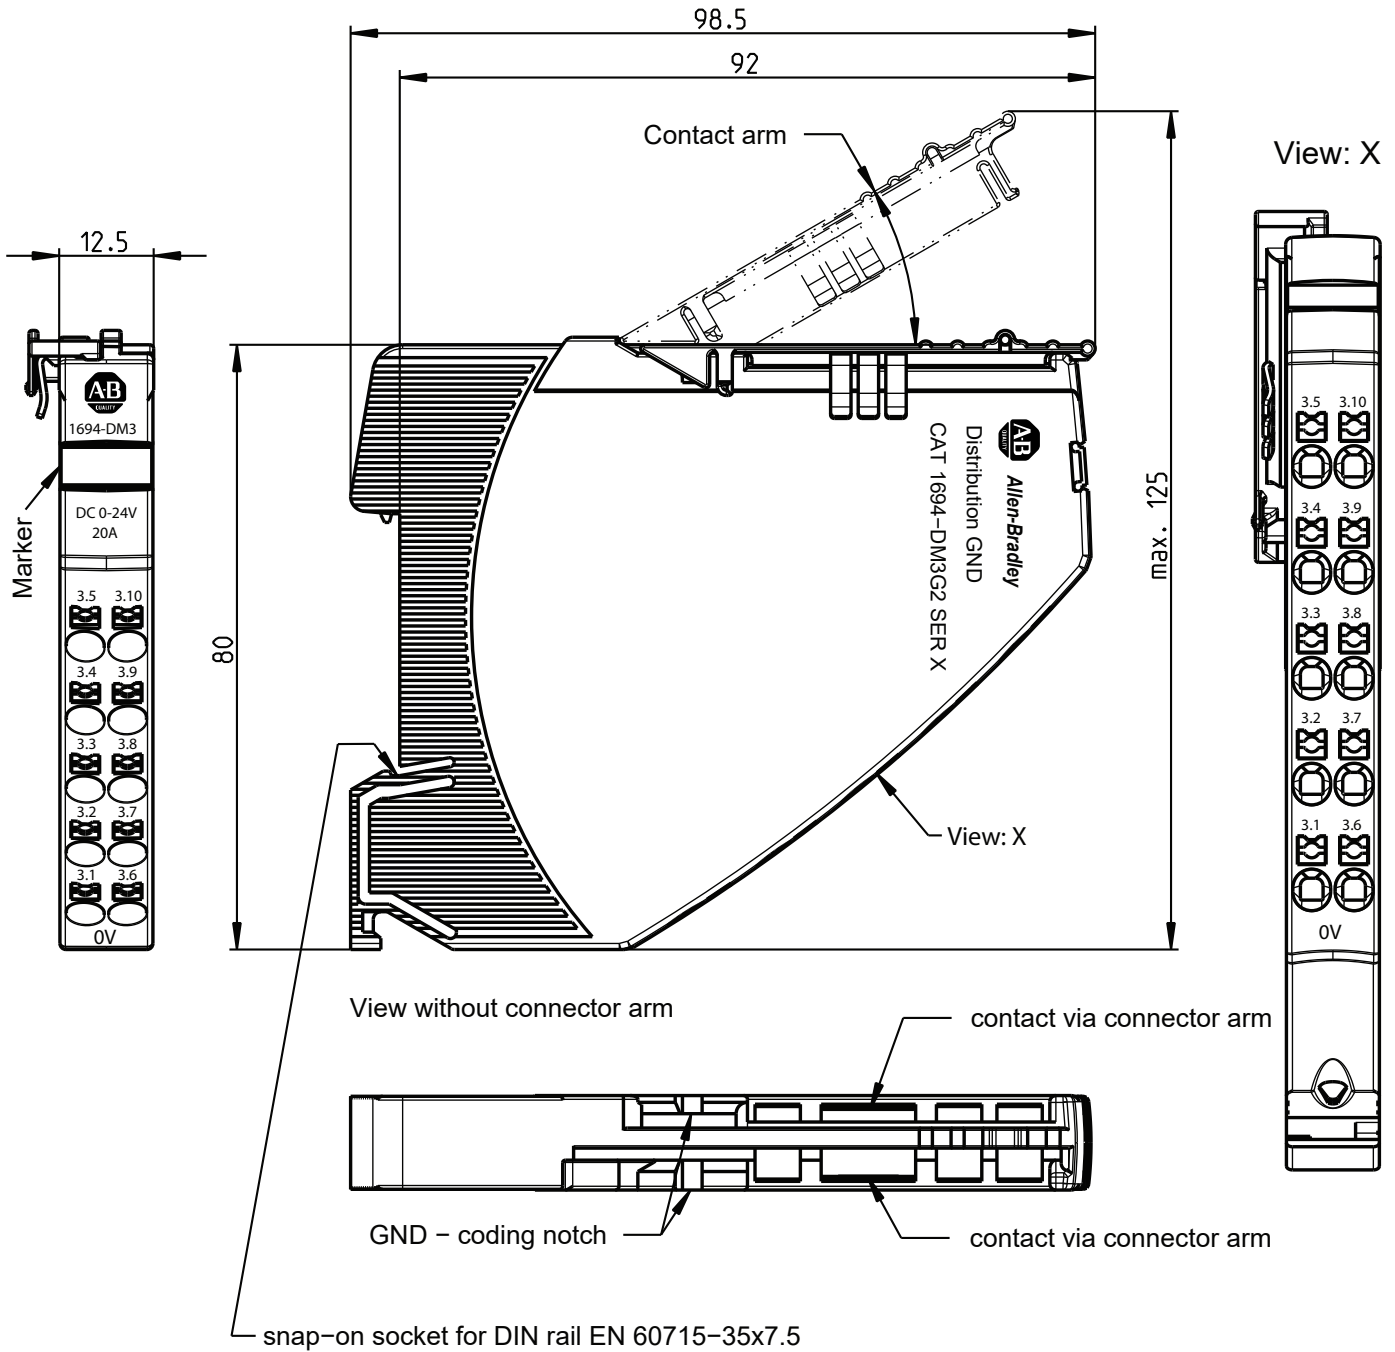 98.5
92
Contact arm
View: X
12.5
A·B
QUALITY
1694-DM3
Marker
DC 0-24V
20A
3.5 3.10
3.4 3.9
3.3 3.8
3.2 3.7
3.1 3.6
0V
80
A·B
QUALITY
Allen-Bradley
Distribution GND
CAT 1694-DM3G2 SER X
max. 125
View: X
3.5 3.10
3.4 3.9
3.3 3.8
3.2 3.7
3.1 3.6
0V
View without connector arm
contact via connector arm
GND – coding notch
contact via connector arm
snap-on socket for DIN rail EN 60715-35x7.5